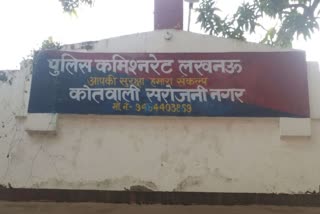 पुलिस कमिश्नरेट लखनऊ
आपकी सुरक्षा हमारा संकल्प
कोतवाली सरोजनी नगर
मो.नं-